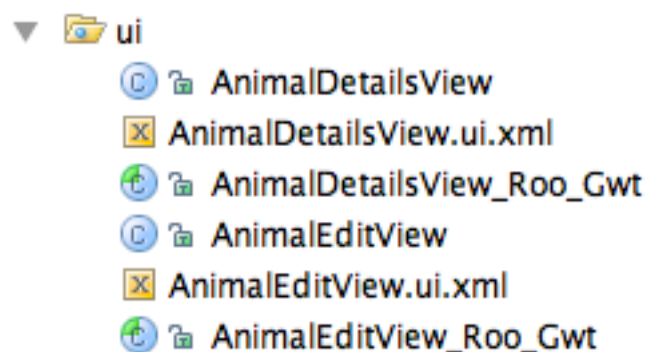 ui
AnimalDetailsView
AnimalDetailsView.ui.xml
AnimalDetailsView_Roo_Gwt
AnimalEditView
AnimalEditView.ui.xml
AnimalEditView_Roo_Gwt